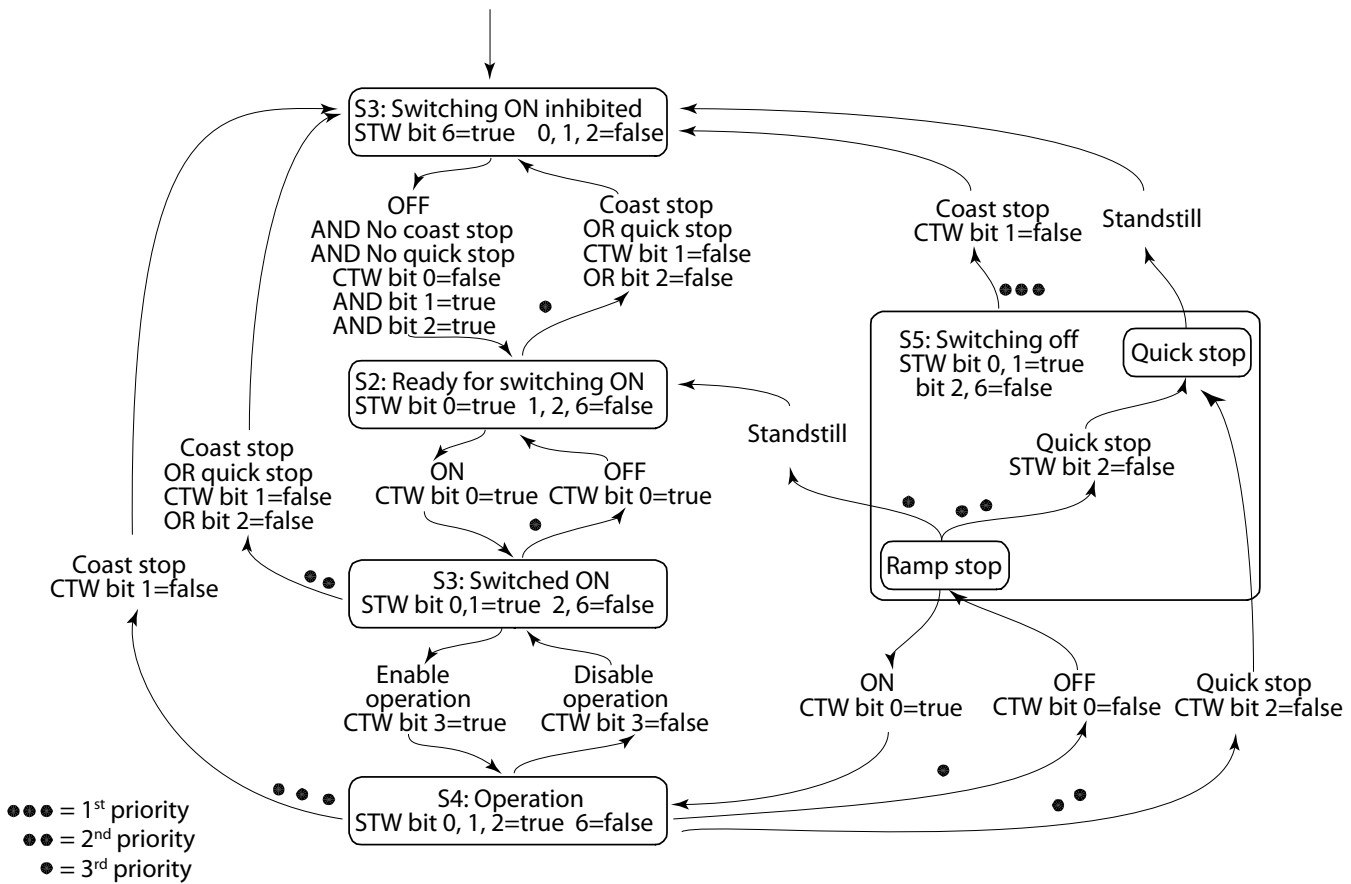 S3: Switching ON inhibited
STW bit 6=true 0, 1, 2=false
OFF
AND No coast stop
AND No quick stop
CTW bit 0=false
AND bit 1=true
AND bit 2=true
Coast stop
OR quick stop
CTW bit 1=false
OR bit 2=false
Coast stop
CTW bit 1=false
Standstill
S5: Switching off
STW bit 0, 1=true
bit 2, 6=false
Quick stop
S2: Ready for switching ON
STW bit 0=true 1, 2, 6=false
Standstill
Quick stop
STW bit 2=false
Coast stop
OR quick stop
CTW bit 1=false
OR bit 2=false
ON
CTW bit 0=true
OFF
CTW bit 0=true
Ramp stop
Coast stop
CTW bit 1=false
S3: Switched ON
STW bit 0,1=true 2, 6=false
Enable
operation
CTW bit 3=true
Disable
operation
CTW bit 3=false
ON
CTW bit 0=true
OFF
CTW bit 0=false
Quick stop
CTW bit 2=false
S4: Operation
STW bit 0, 1, 2=true 6=false
= 1st priority
= 2nd priority
= 3rd priority